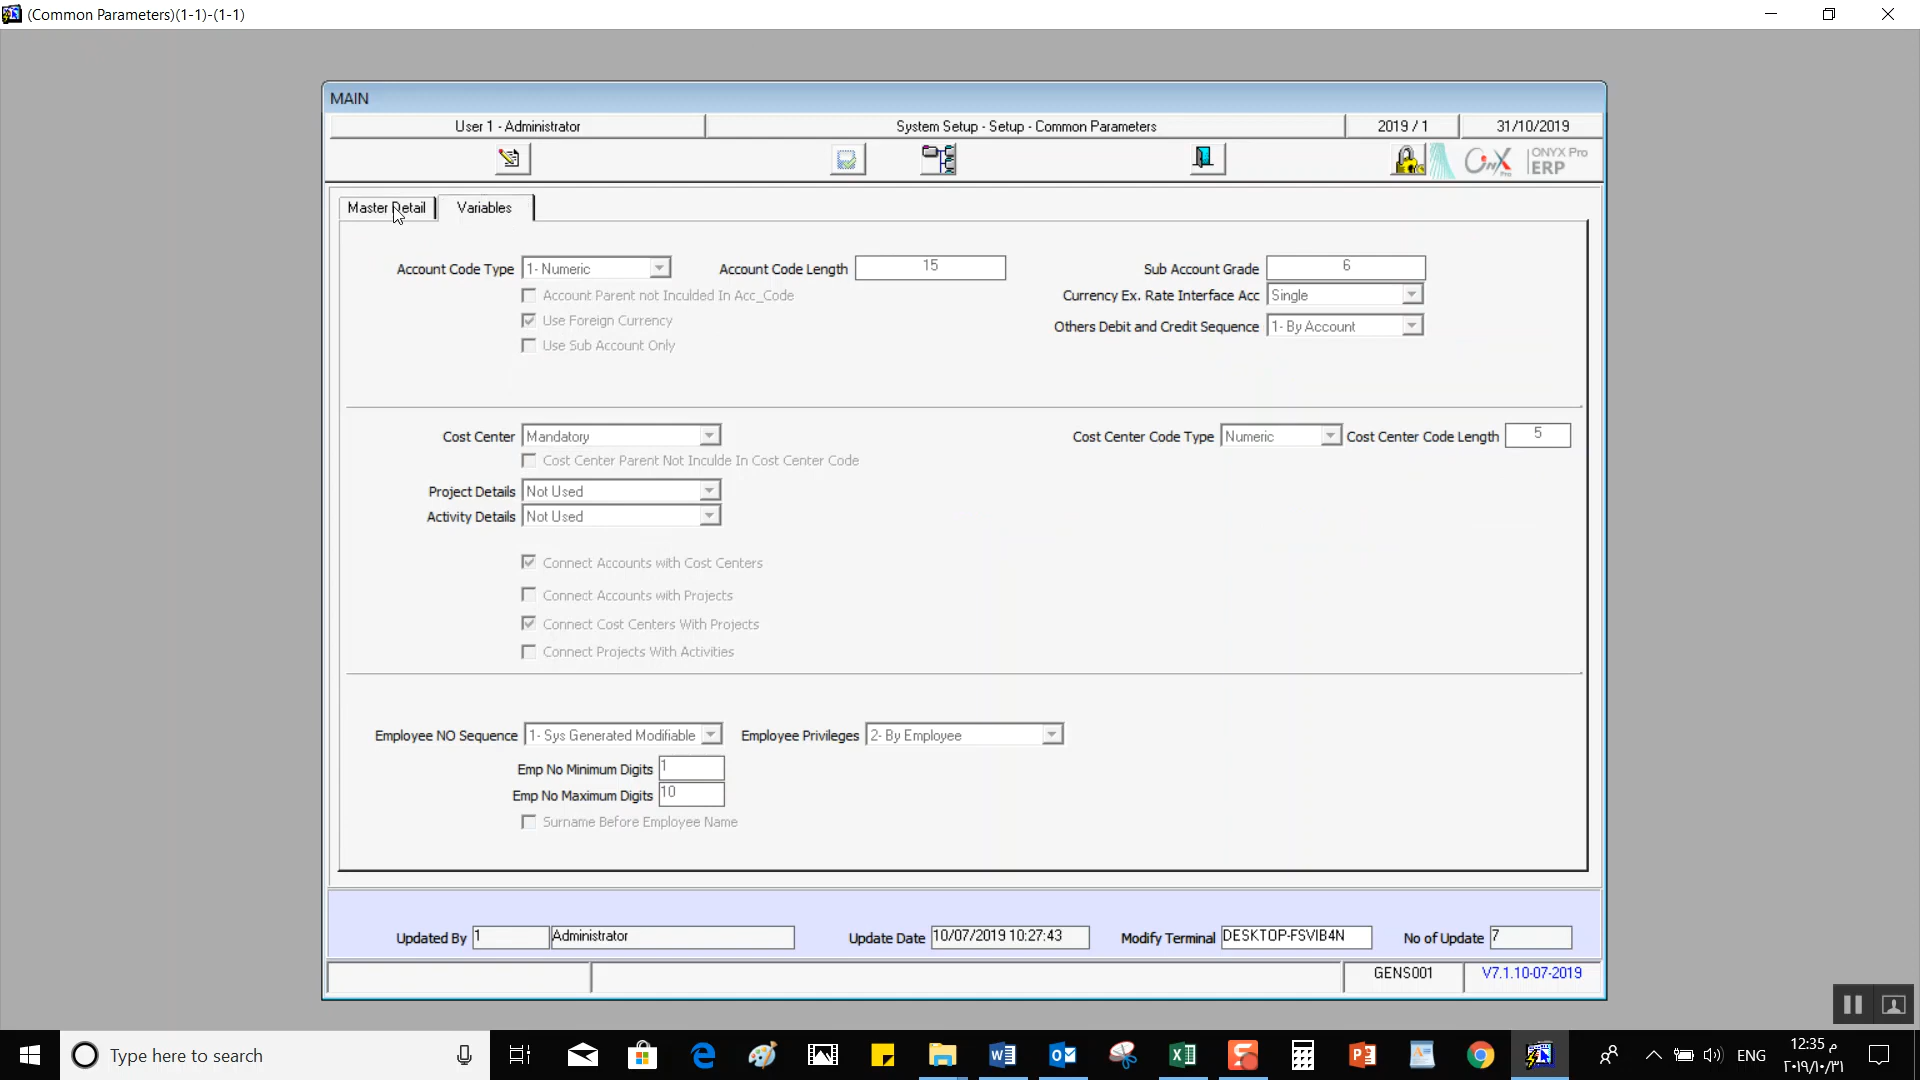 (Common Parameters)(1-1)-(1-1)
MAIN
User 1 - Administrator
System Setup - Setup - Common Parameters
2019 / 1
31/10/2019
Onyx Pro
ONYX Pro
ERP
Master Detail
Variables
Account Code Type 1- Numeric
Account Code Length 15
Sub Account Grade 6
Account Parent not Inculded In Acc_Code
Currency Ex. Rate Interface Acc Single
Use Foreign Currency
Others Debit and Credit Sequence 1- By Account
Use Sub Account Only
Cost Center Mandatory
Cost Center Code Type Numeric
Cost Center Code Length 5
Cost Center Parent Not Inculde In Cost Center Code
Project Details Not Used
Activity Details Not Used
Connect Accounts with Cost Centers
Connect Accounts with Projects
Connect Cost Centers With Projects
Connect Projects With Activities
Employee NO Sequence 1- Sys Generated Modifiable
Employee Privileges 2- By Employee
Emp No Minimum Digits 1
Emp No Maximum Digits 10
Surname Before Employee Name
Updated By 1 Administrator
Update Date 10/07/2019 10:27:43
Modify Terminal DESKTOP-FSVIB4N
No of Update 7
GENS001
V7.1.10-07-2019
Type here to search
ENG
12:35 م
٢٠١٩/١٠/٣١